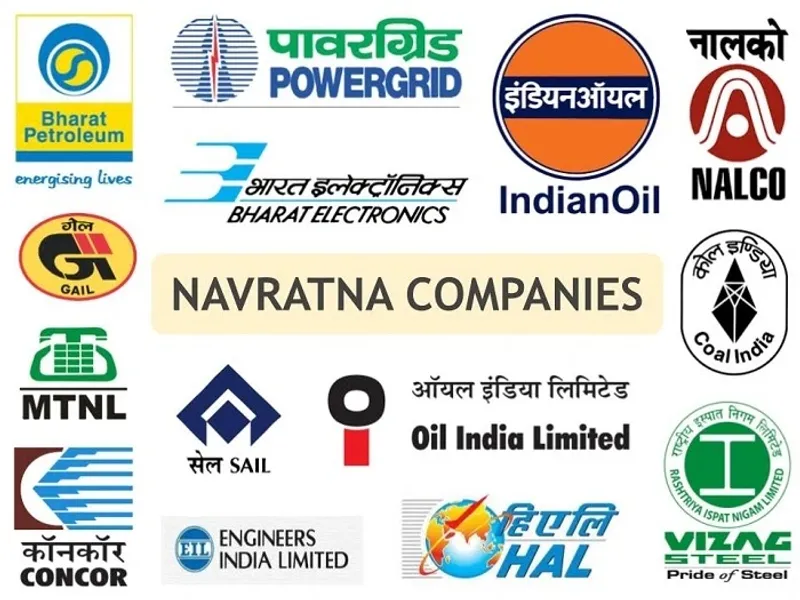 Bharat
Petroleum
energising lives
पावरग्रिड
POWERGRID
इंडियनऑयल
IndianOil
नालको
NALCO
भारत इलेक्ट्रॉनिक्स
BHARAT ELECTRONICS
गेल
GAIL
NAVRATNA COMPANIES
कोल इण्डिया
Coal India
MTNL
सेल SAIL
ऑयल इंडिया लिमिटेड
Oil India Limited
राष्ट्रीय इस्पात निगम लिमिटेड
RASHTRIYA ISPAT NIGAM LIMITED
VIZAG
STEEL
Pride of Steel
कॉनकॉर
CONCOR
EIL
ENGINEERS
INDIA LIMITED
हिएलि
HAL